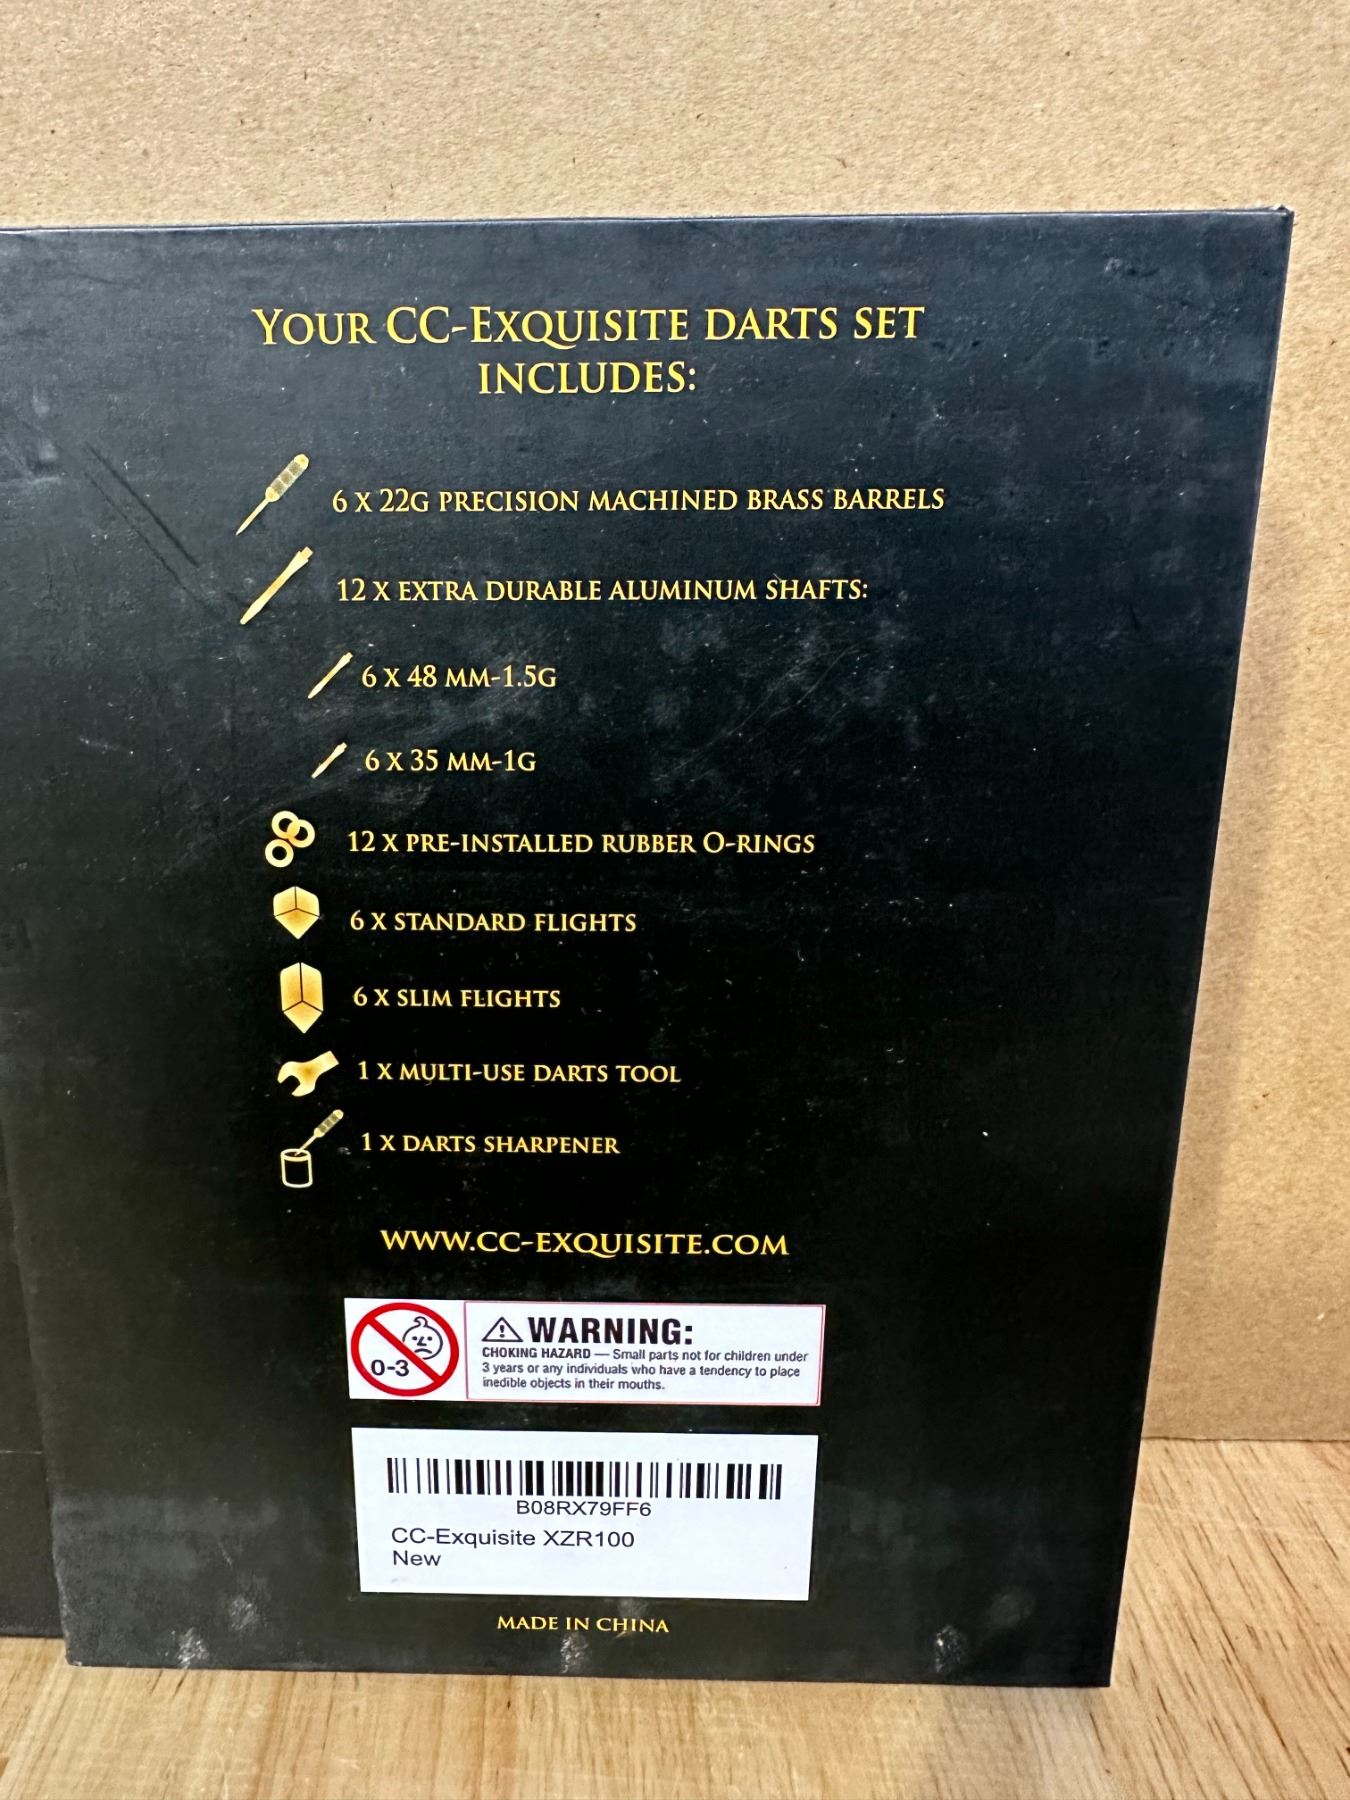 YOUR CC-EXQUISITE DARTS SET
INCLUDES:
6 X 22G PRECISION MACHINED BRASS BARRELS
12 X EXTRA DURABLE ALUMINUM SHAFTS:
6 X 48 MM-1.5G
6 X 35 MM-1G
12 X PRE-INSTALLED RUBBER O-RINGS
6 X STANDARD FLIGHTS
6 X SLIM FLIGHTS
1 X MULTI-USE DARTS TOOL
1 X DARTS SHARPENER
WWW.CC-EXQUISITE.COM
0-3
WARNING:
CHOKING HAZARD — Small parts not for children under
3 years or any individuals who have a tendency to place
inedible objects in their mouths.
B08RX79FF6
CC-Exquisite XZR100
New
MADE IN CHINA